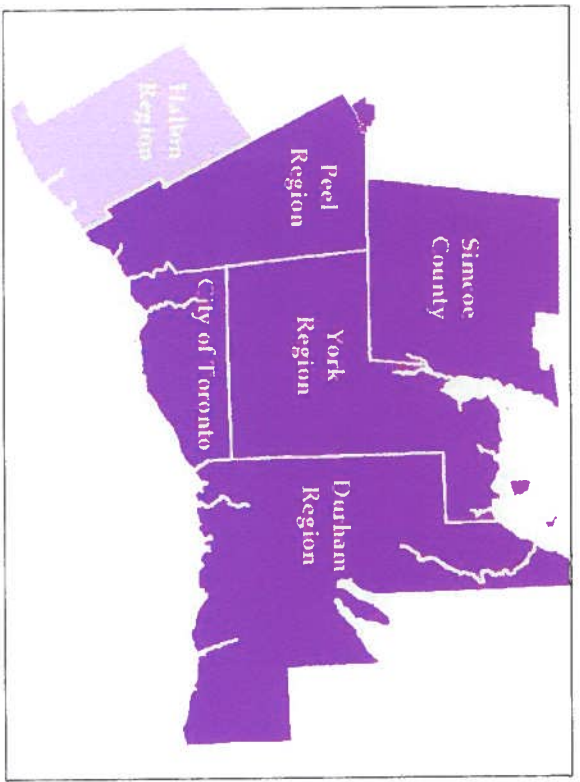 Simcoe
County
Peel
Region
York
Region
Durham
Region
City of Toronto
Halton
Region